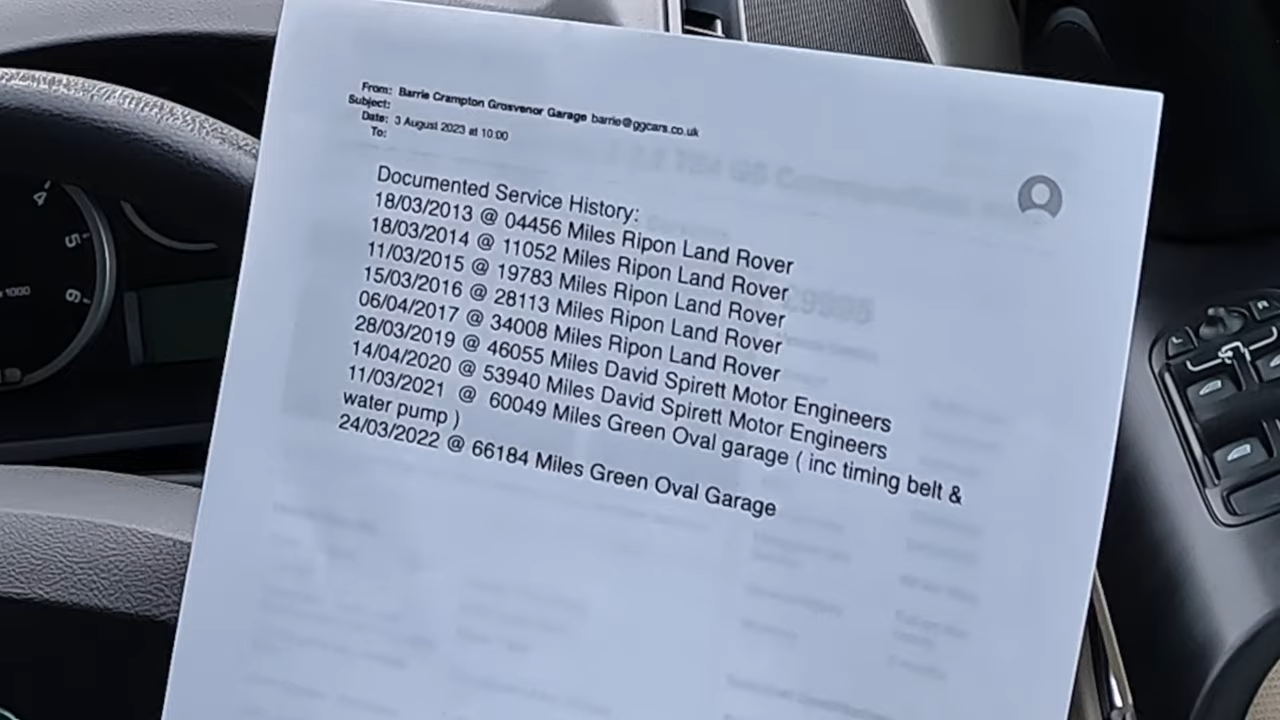 From: Barrie Crampton Grosvenor Garage barrie@ggcars.co.uk
Subject:
Date: 3 August 2023 at 10:00
To:
Documented Service History:
18/03/2013 @ 04456 Miles Ripon Land Rover
18/03/2014 @ 11052 Miles Ripon Land Rover
11/03/2015 @ 19783 Miles Ripon Land Rover
15/03/2016 @ 28113 Miles Ripon Land Rover
06/04/2017 @ 34008 Miles Ripon Land Rover
28/03/2019 @ 46055 Miles David Spirett Motor Engineers
14/04/2020 @ 53940 Miles David Spirett Motor Engineers
11/03/2021 @ 60049 Miles Green Oval garage ( inc timing belt &
water pump )
24/03/2022 @ 66184 Miles Green Oval Garage
4
5
6
x 1000
L
R